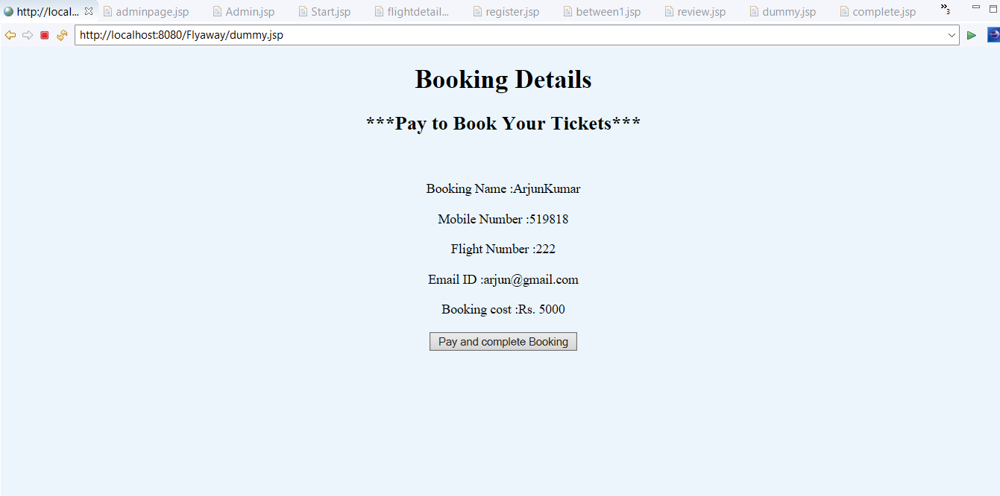 http://local... adminpage.jsp Admin.jsp Start.jsp flightdetail... register.jsp between1.jsp review.jsp dummy.jsp complete.jsp »3
http://localhost:8080/Flyaway/dummy.jsp
Booking Details
***Pay to Book Your Tickets***
Booking Name :ArjunKumar
Mobile Number :519818
Flight Number :222
Email ID :arjun@gmail.com
Booking cost :Rs. 5000
Pay and complete Booking